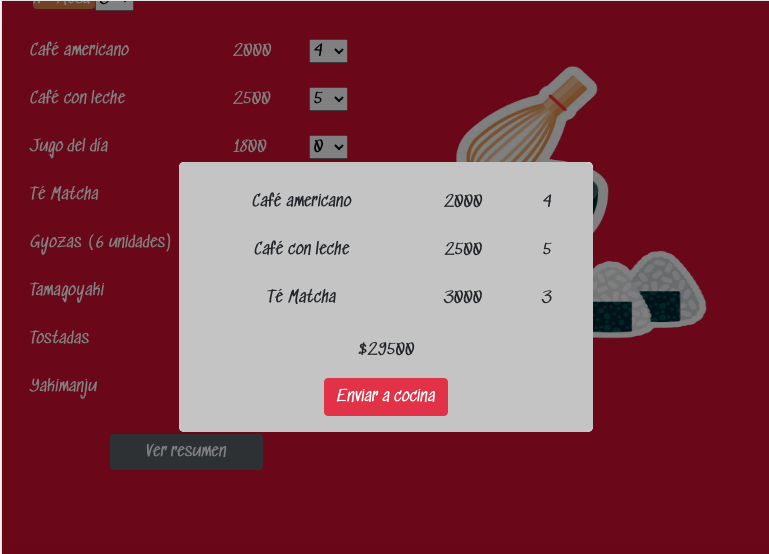 Café americano 2000 4
Café con leche 2500 5
Jugo del día 1800 0
Té Matcha
Gyozas (6 unidades)
Tamagoyaki
Tostadas
Yakimanju
Ver resumen
Café americano 2000 4
Café con leche 2500 5
Té Matcha 3000 3
$29500
Enviar a cocina